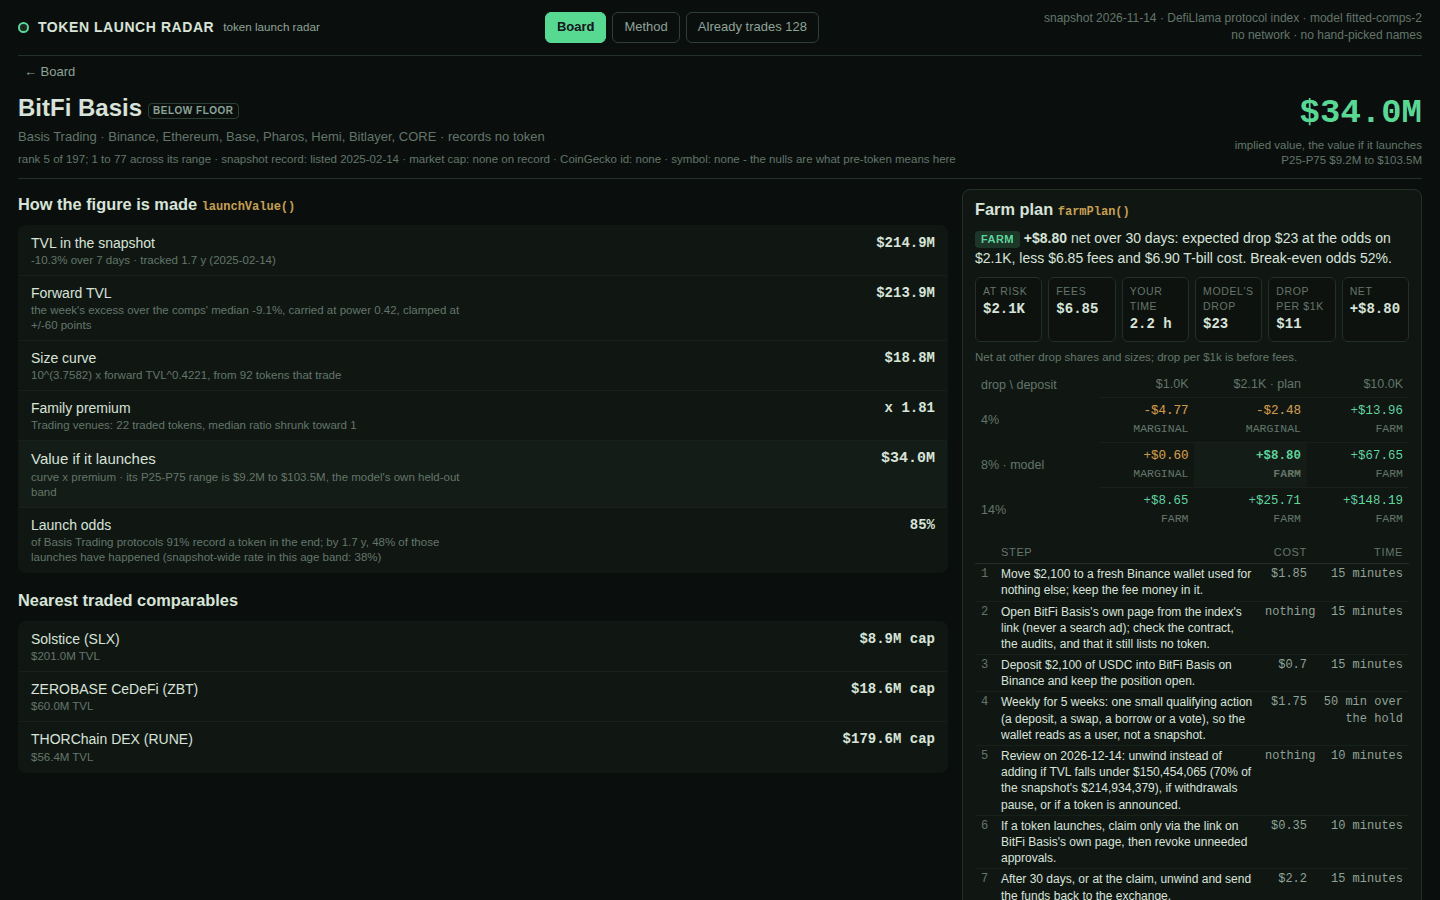 TOKEN LAUNCH RADAR token launch radar
Board Method Already trades 128
snapshot 2026-11-14 · DefiLlama protocol index · model fitted-comps-2
no network · no hand-picked names
← Board
BitFi Basis BELOW FLOOR
Basis Trading · Binance, Ethereum, Base, Pharos, Hemi, Bitlayer, CORE · records no token
rank 5 of 197; 1 to 77 across its range · snapshot record: listed 2025-02-14 · market cap: none on record · CoinGecko id: none · symbol: none - the nulls are what pre-token means here
$34.0M
implied value, the value if it launches
P25-P75 $9.2M to $103.5M
How the figure is made launchValue()
TVL in the snapshot $214.9M
-10.3% over 7 days · tracked 1.7 y (2025-02-14)
Forward TVL $213.9M
the week's excess over the comps' median -9.1%, carried at power 0.42, clamped at
+/-60 points
Size curve $18.8M
10^(3.7582) x forward TVL^0.4221, from 92 tokens that trade
Family premium x 1.81
Trading venues: 22 traded tokens, median ratio shrunk toward 1
Value if it launches $34.0M
curve x premium · its P25-P75 range is $9.2M to $103.5M, the model's own held-out
band
Launch odds 85%
of Basis Trading protocols 91% record a token in the end; by 1.7 y, 48% of those
launches have happened (snapshot-wide rate in this age band: 38%)
Nearest traded comparables
Solstice (SLX) $8.9M cap
$201.0M TVL
ZEROBASE CeDeFi (ZBT) $18.6M cap
$60.0M TVL
THORChain DEX (RUNE) $179.6M cap
$56.4M TVL
Farm plan farmPlan()
FARM +$8.80 net over 30 days: expected drop $23 at the odds on
$2.1K, less $6.85 fees and $6.90 T-bill cost. Break-even odds 52%.
AT RISK FEES YOUR MODEL'S DROP NET
TIME DROP PER $1K
$2.1K $6.85 2.2 h $23 $11 +$8.80
Net at other drop shares and sizes; drop per $1k is before fees.
drop \ deposit $1.0K $2.1K · plan $10.0K
4% -$4.77 -$2.48 +$13.96
MARGINAL MARGINAL FARM
8% · model +$0.60 +$8.80 +$67.65
MARGINAL FARM FARM
14% +$8.65 +$25.71 +$148.19
FARM FARM FARM
STEP COST TIME
1 Move $2,100 to a fresh Binance wallet used for $1.85 15 minutes
nothing else; keep the fee money in it.
2 Open BitFi Basis's own page from the index's nothing 15 minutes
link (never a search ad); check the contract,
the audits, and that it still lists no token.
3 Deposit $2,100 of USDC into BitFi Basis on $0.7 15 minutes
Binance and keep the position open.
4 Weekly for 5 weeks: one small qualifying action $1.75 50 min over
(a deposit, a swap, a borrow or a vote), so the the hold
wallet reads as a user, not a snapshot.
5 Review on 2026-12-14: unwind instead of nothing 10 minutes
adding if TVL falls under $150,454,065 (70% of
the snapshot's $214,934,379), if withdrawals
pause, or if a token is announced.
6 If a token launches, claim only via the link on $0.35 10 minutes
BitFi Basis's own page, then revoke unneeded
approvals.
7 After 30 days, or at the claim, unwind and send $2.2 15 minutes
the funds back to the exchange.